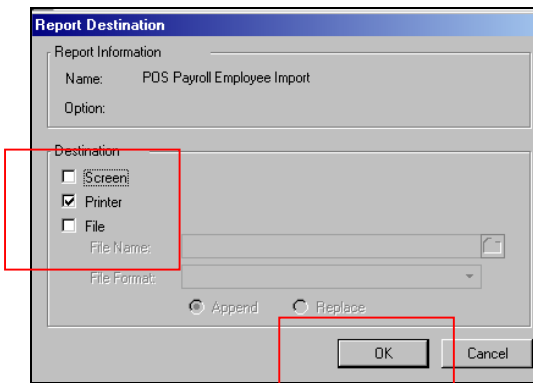 Report Destination
Report Information
Name: POS Payroll Employee Import
Option:
Destination
Screen
Printer
File
File Name:
File Format:
Append Replace
OK Cancel